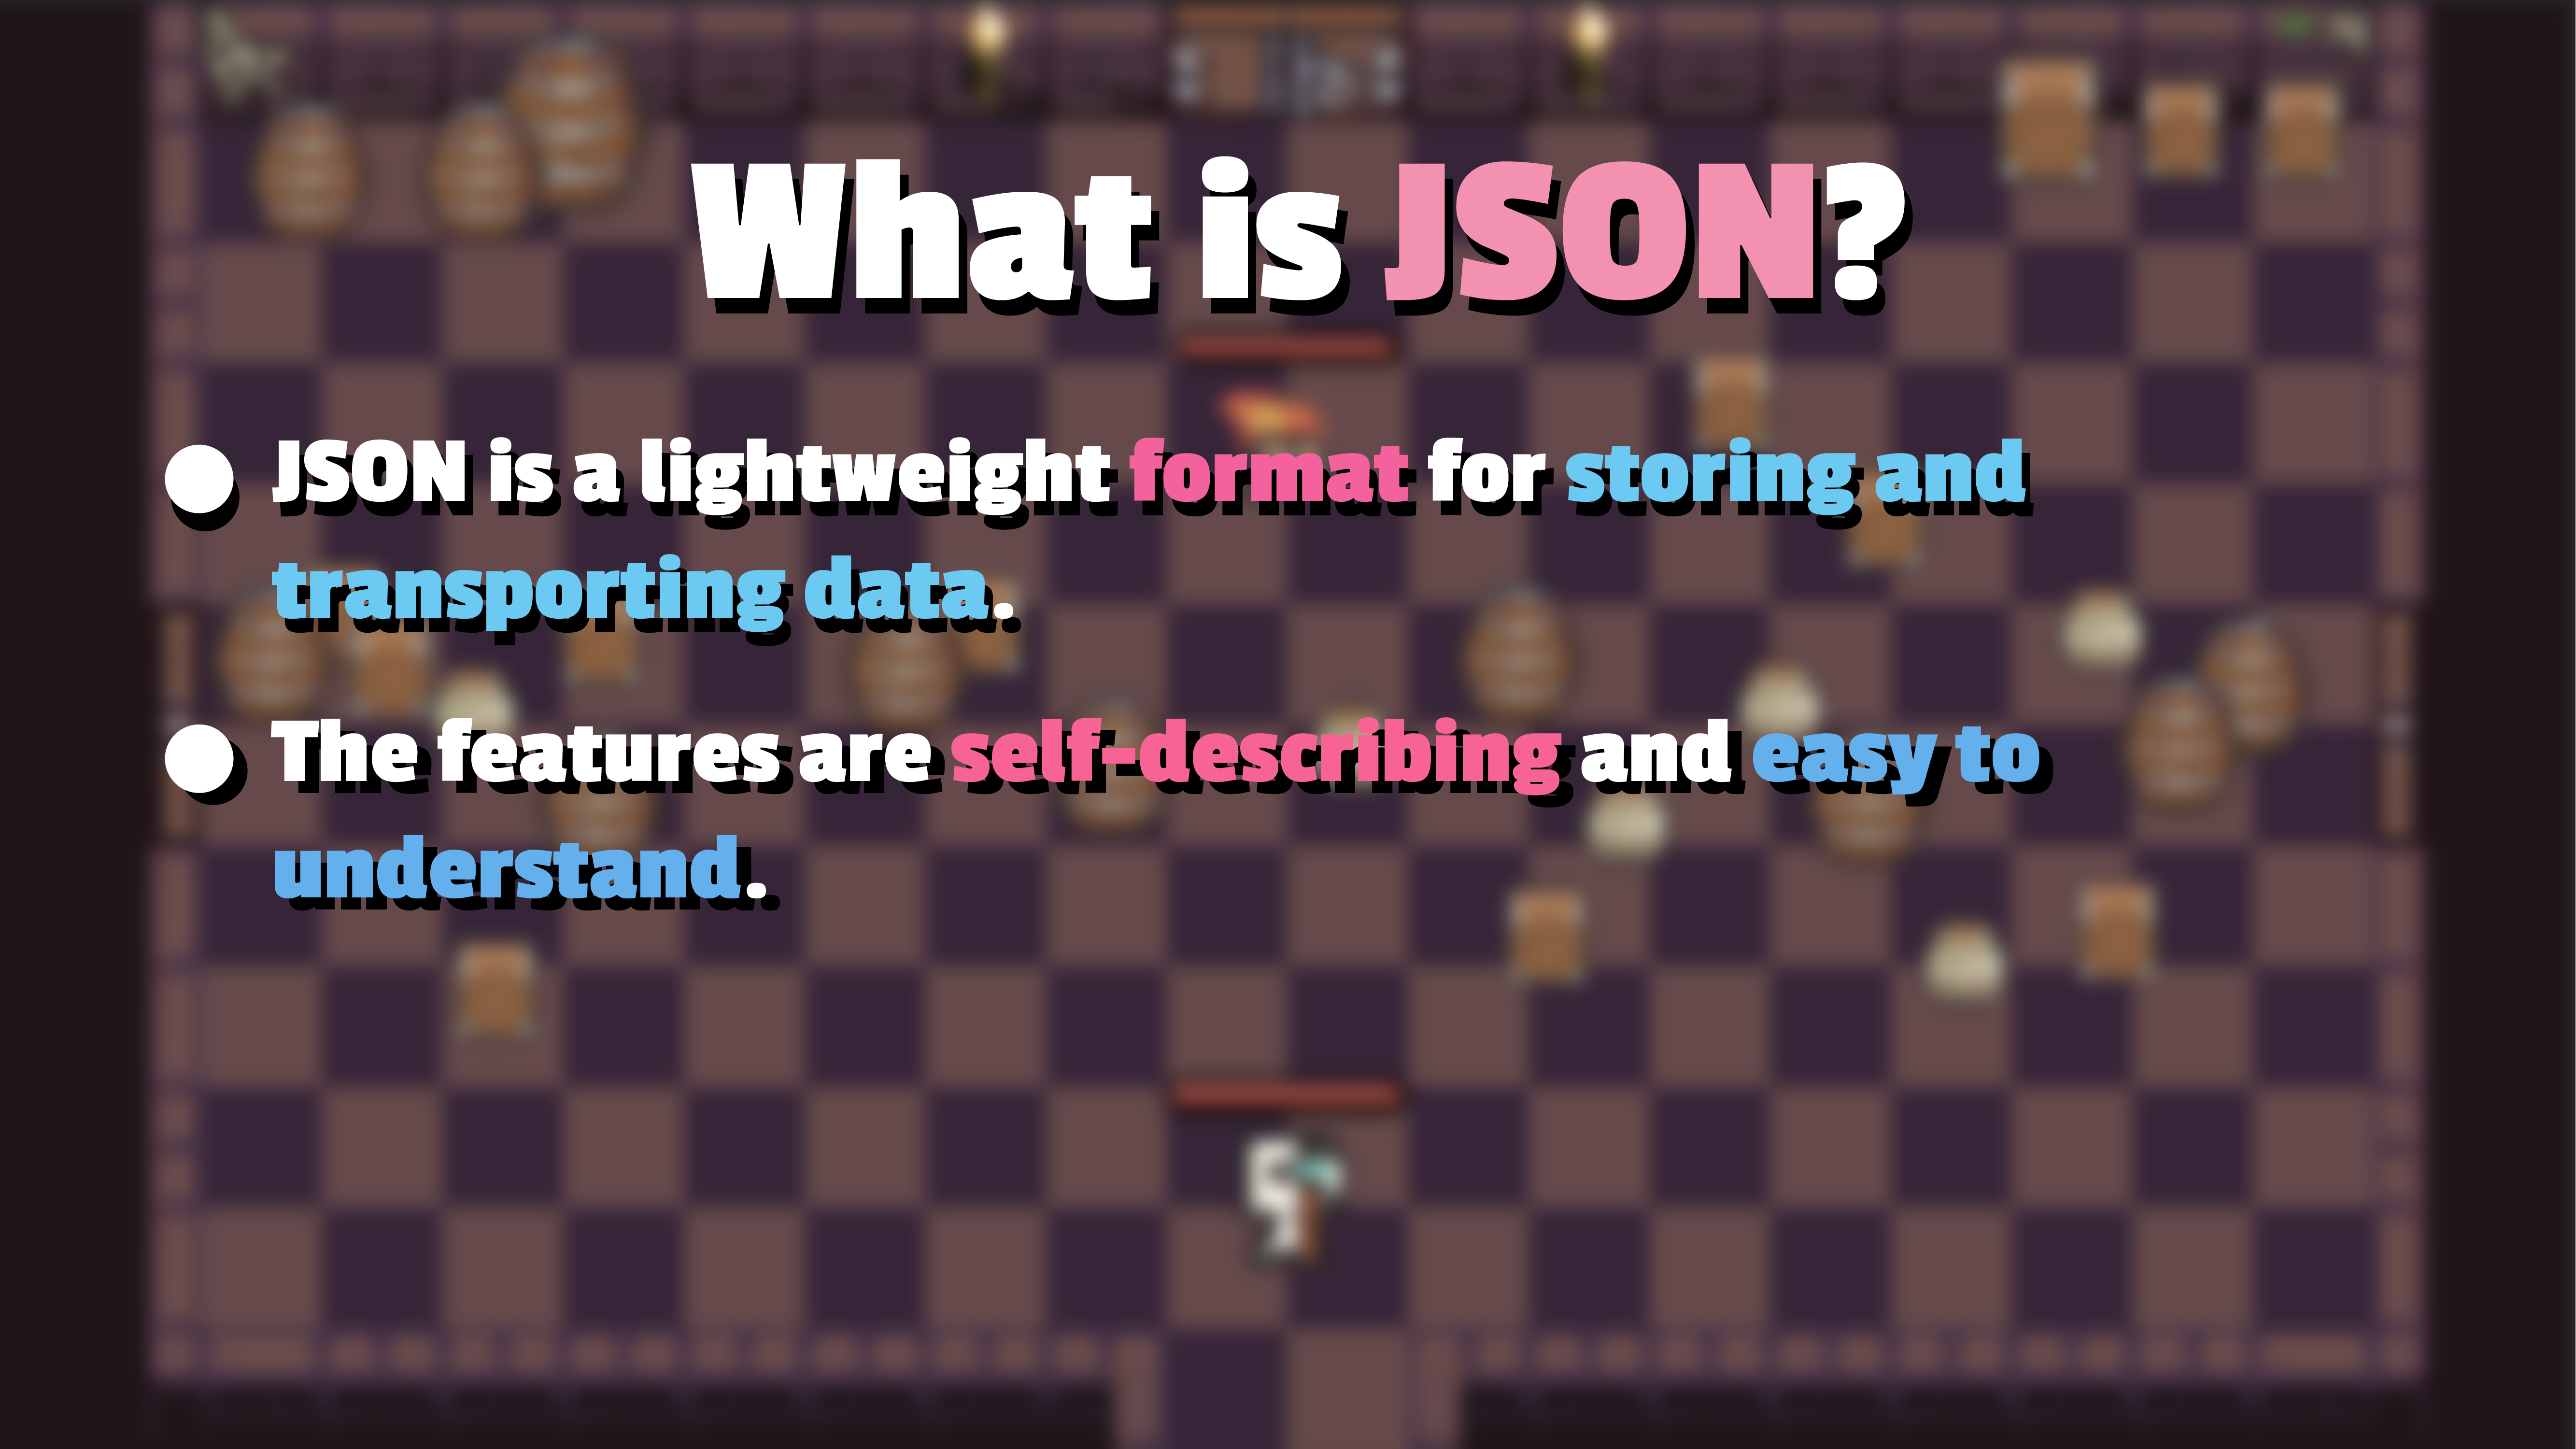 What is JSON?
● JSON is a lightweight format for storing and
transporting data.
● The features are self-describing and easy to
understand.